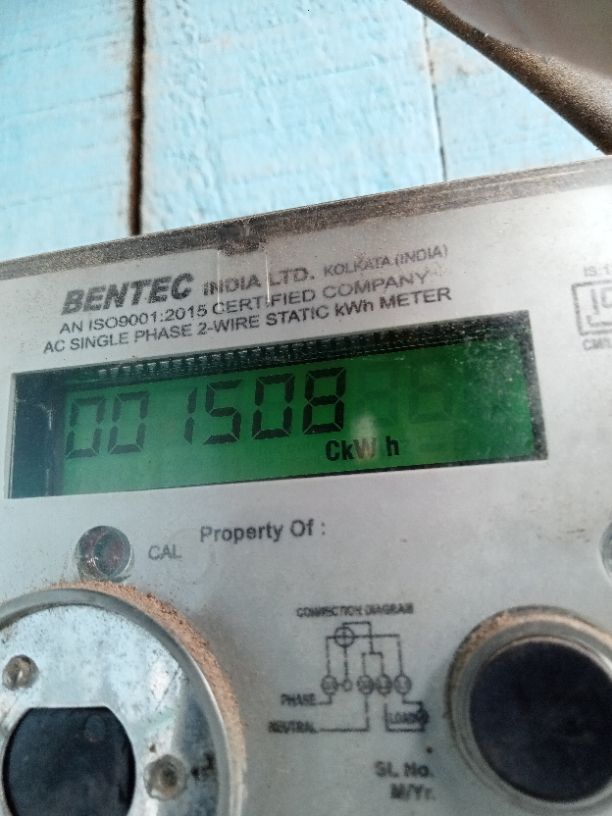 BENTEC INDIA LTD. KOLKATA (INDIA)
AN ISO9001:2015 CERTIFIED COMPANY
AC SINGLE PHASE 2-WIRE STATIC kWh METER
001508
CkW h
CAL
Property Of :
CONNECTION DIAGRAM
PHASE
NEUTRAL
LOAD
SL. No.
M/Yr.